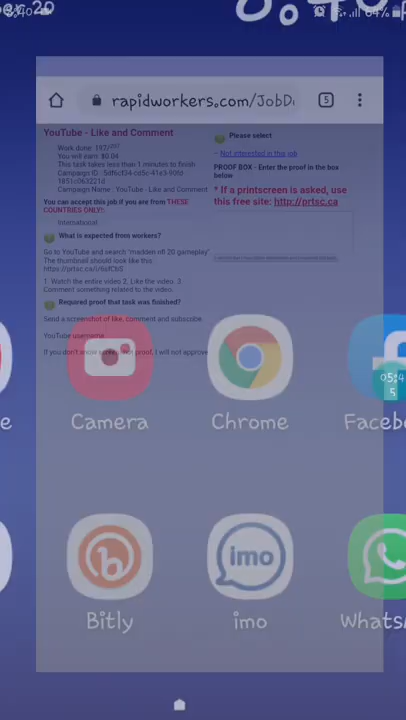 64%
rapidworkers.com/JobD
5
YouTube - Like and Comment
You will earn: $0.04
This task takes less than 1 minute to finish
Campaign Name : YouTube - Like and Comment
You can accept this job if you are from THESE
COUNTRIES ONLY:
International
What is expected from workers?
Go to YouTube and search "madden nfl 20 gameplay"
The thumbnail should look like this
1. Watch the entire video 2. Like the video. 3.
Comment something related to the video.
Required proof that task was finished?
Send a screenshot of like, comment and subscribe.
YouTube username
Please select
Not interested in this job
PROOF BOX - Enter the proof in the box
below
* If a printscreen is asked, use
this free site: http://prtsc.ca
Camera
Chrome
Faceb
Bitly
imo
imo
Whats